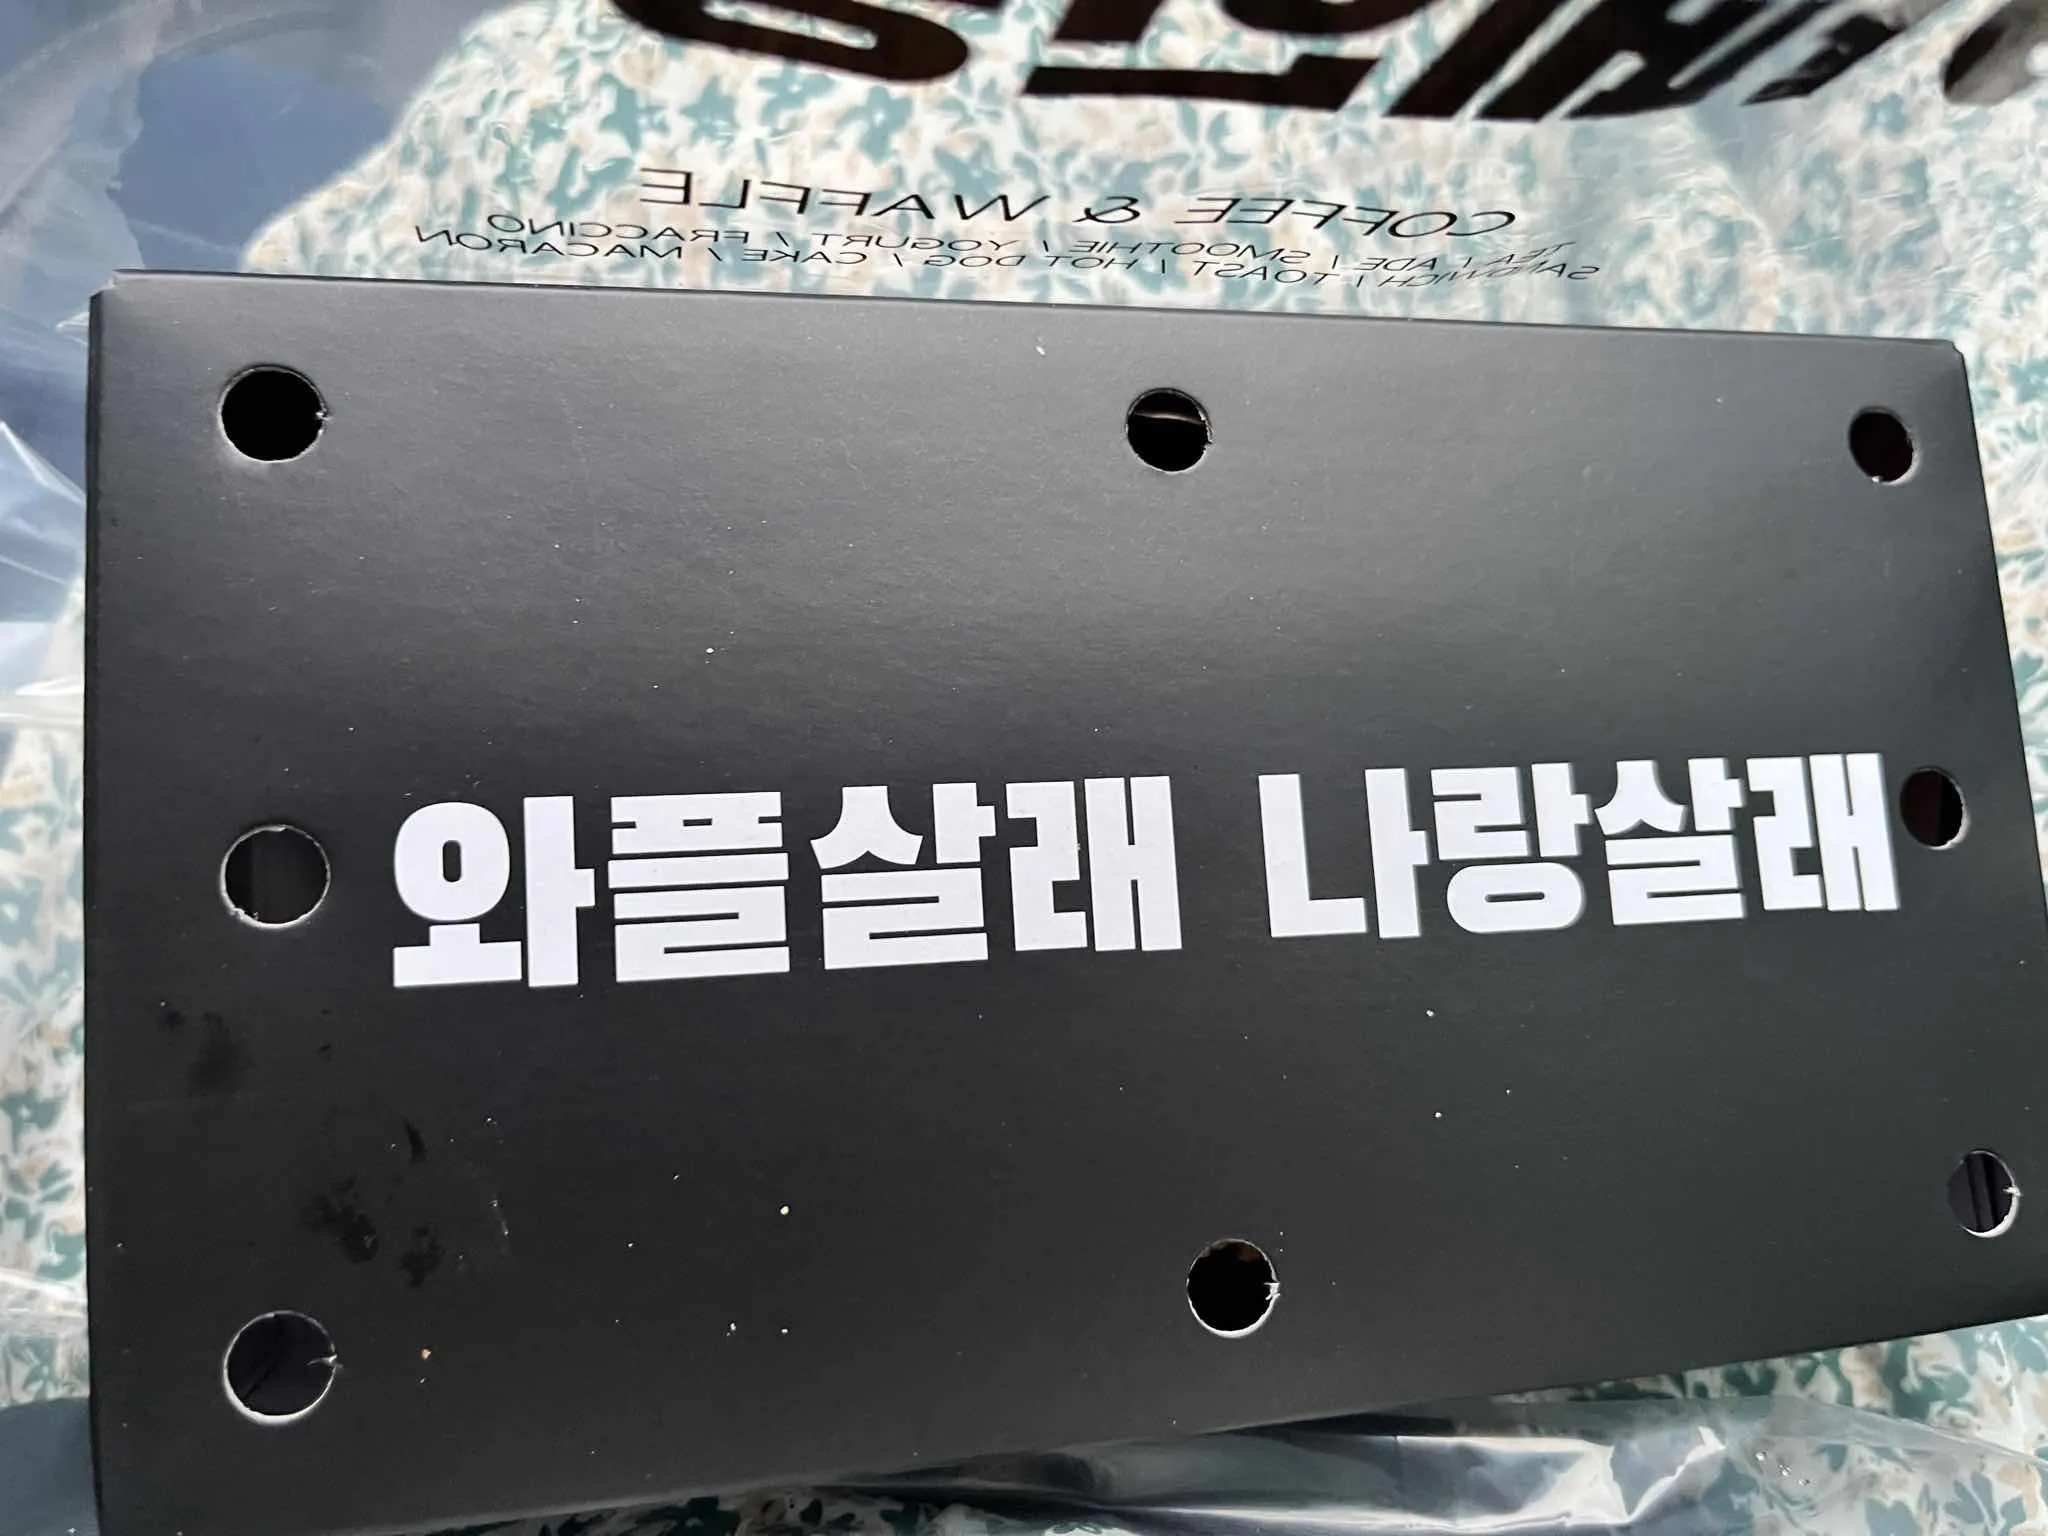 COFFEE & WAFFLE
TEA / ADE / SMOOTHIE / YOGURT / FRACCINO
SANDWICH / TOAST / HOT DOG / CAKE / MACARON
와플살래 나랑살래